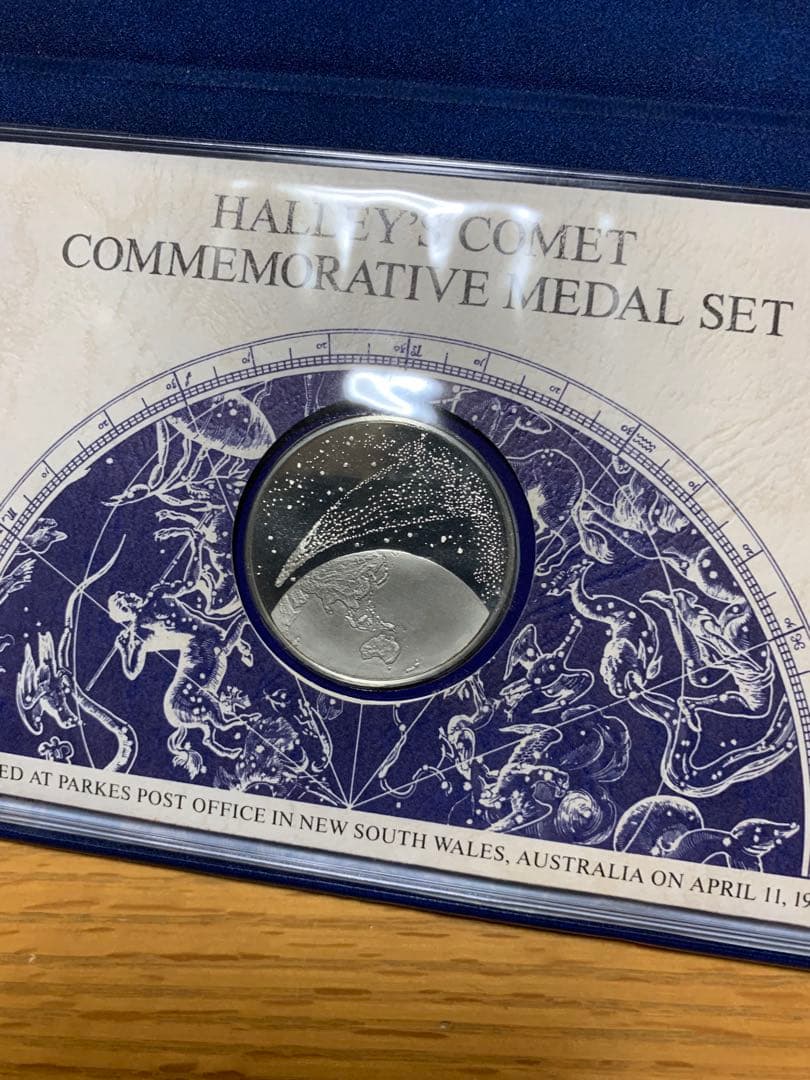 HALLEY'S COMET
COMMEMORATIVE MEDAL SET
AT PARKES POST OFFICE IN NEW SOUTH WALES, AUSTRALIA ON APRIL 11,